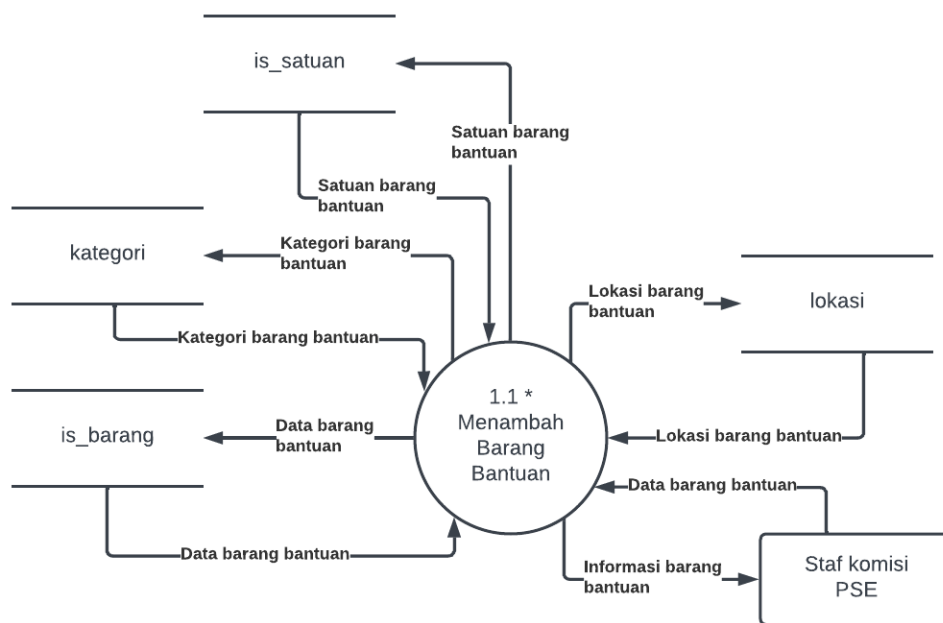 is_satuan
Satuan barang
bantuan
Satuan barang
bantuan
kategori
Kategori barang
bantuan
Lokasi barang
bantuan
lokasi
Kategori barang bantuan
1.1 *
Menambah
Barang
Bantuan
is_barang
Data barang
bantuan
Lokasi barang bantuan
Data barang bantuan
Data barang bantuan
Informasi barang
bantuan
Staf komisi
PSE